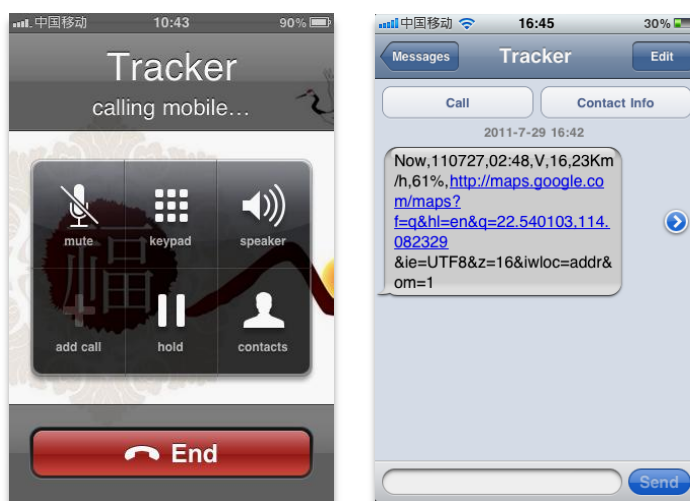 中国移动 10:43 90%
Tracker
calling mobile...
mute keypad speaker
福
add call hold contacts
End
中国移动 16:45 30%
Messages Tracker Edit
Call Contact Info
2011-7-29 16:42
Now,110727,02:48,V,16,23Km
/h,61%,http://maps.google.co
m/maps?
f=q&hl=en&q=22.540103,114.
082329
&ie=UTF8&z=16&iwloc=addr&
om=1
Send